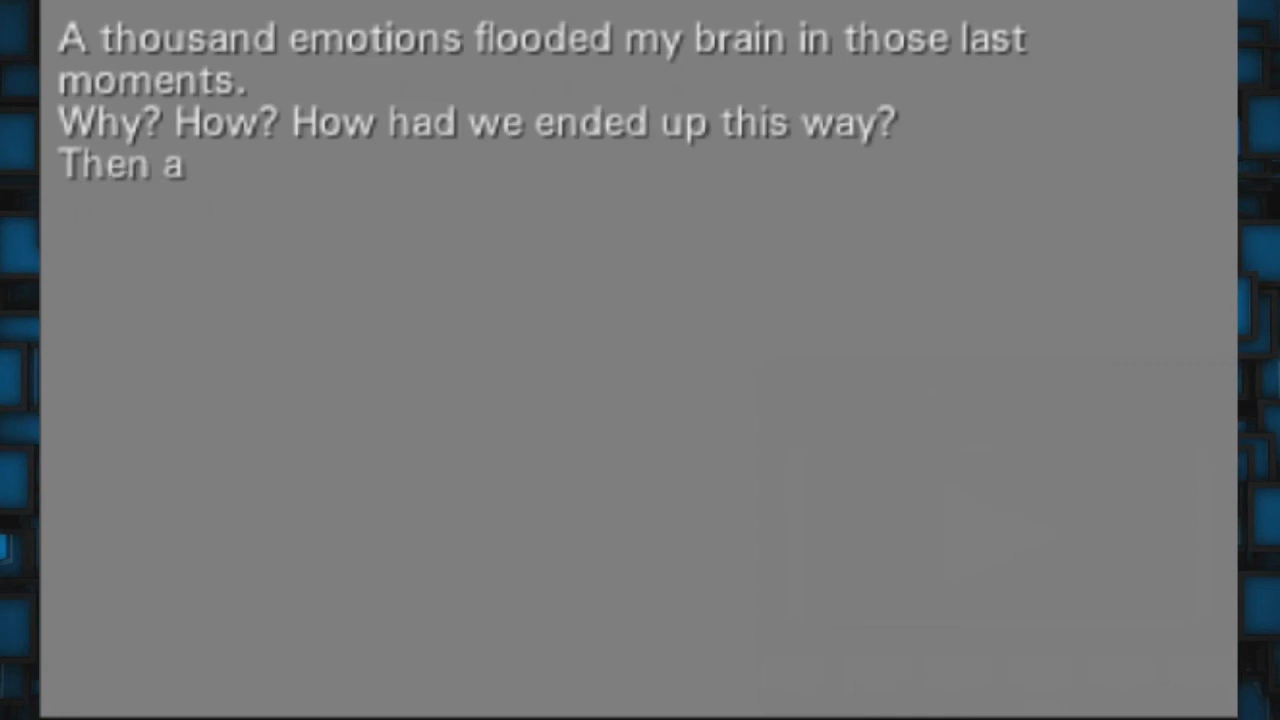 A thousand emotions flooded my brain in those last
moments.
Why? How? How had we ended up this way?
Then a